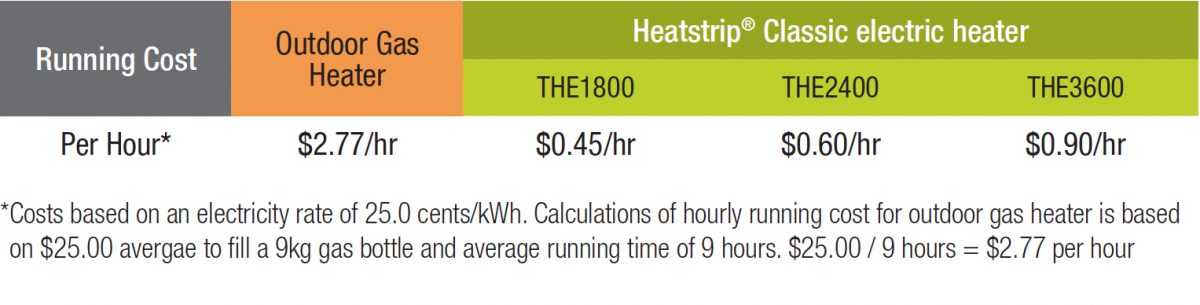 Running Cost
Outdoor Gas
Heater
Heatstrip® Classic electric heater
THE1800 THE2400 THE3600
Per Hour* $2.77/hr $0.45/hr $0.60/hr $0.90/hr
*Costs based on an electricity rate of 25.0 cents/kWh. Calculations of hourly running cost for outdoor gas heater is based
on $25.00 avergae to fill a 9kg gas bottle and average running time of 9 hours. $25.00 / 9 hours = $2.77 per hour